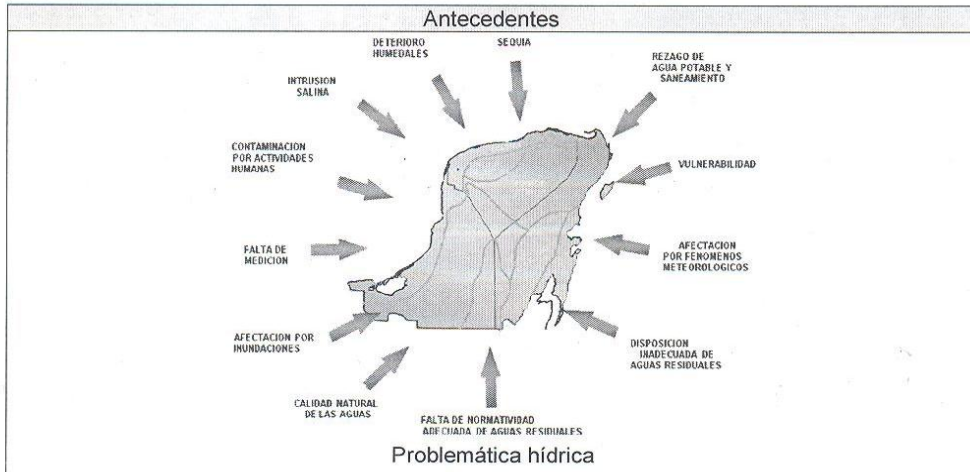 Antecedentes
DETERIORO
HUMEDALES
SEQUIA
REZAGO DE
AGUA POTABLE Y
SANEAMIENTO
INTRUSION
SALINA
CONTAMINACION
POR ACTIVIDADES
HUMANAS
VULNERABILIDAD
FALTA DE
MEDICION
AFECTACION
POR FENOMENOS
METEOROLOGICOS
AFECTACION POR
INUNDACIONES
DISPOSICION
INADECUADA DE
AGUAS RESIDUALES
CALIDAD NATURAL
DE LAS AGUAS
FALTA DE NORMATIVIDAD
ADECUADA DE AGUAS RESIDUALES
Problemática hídrica